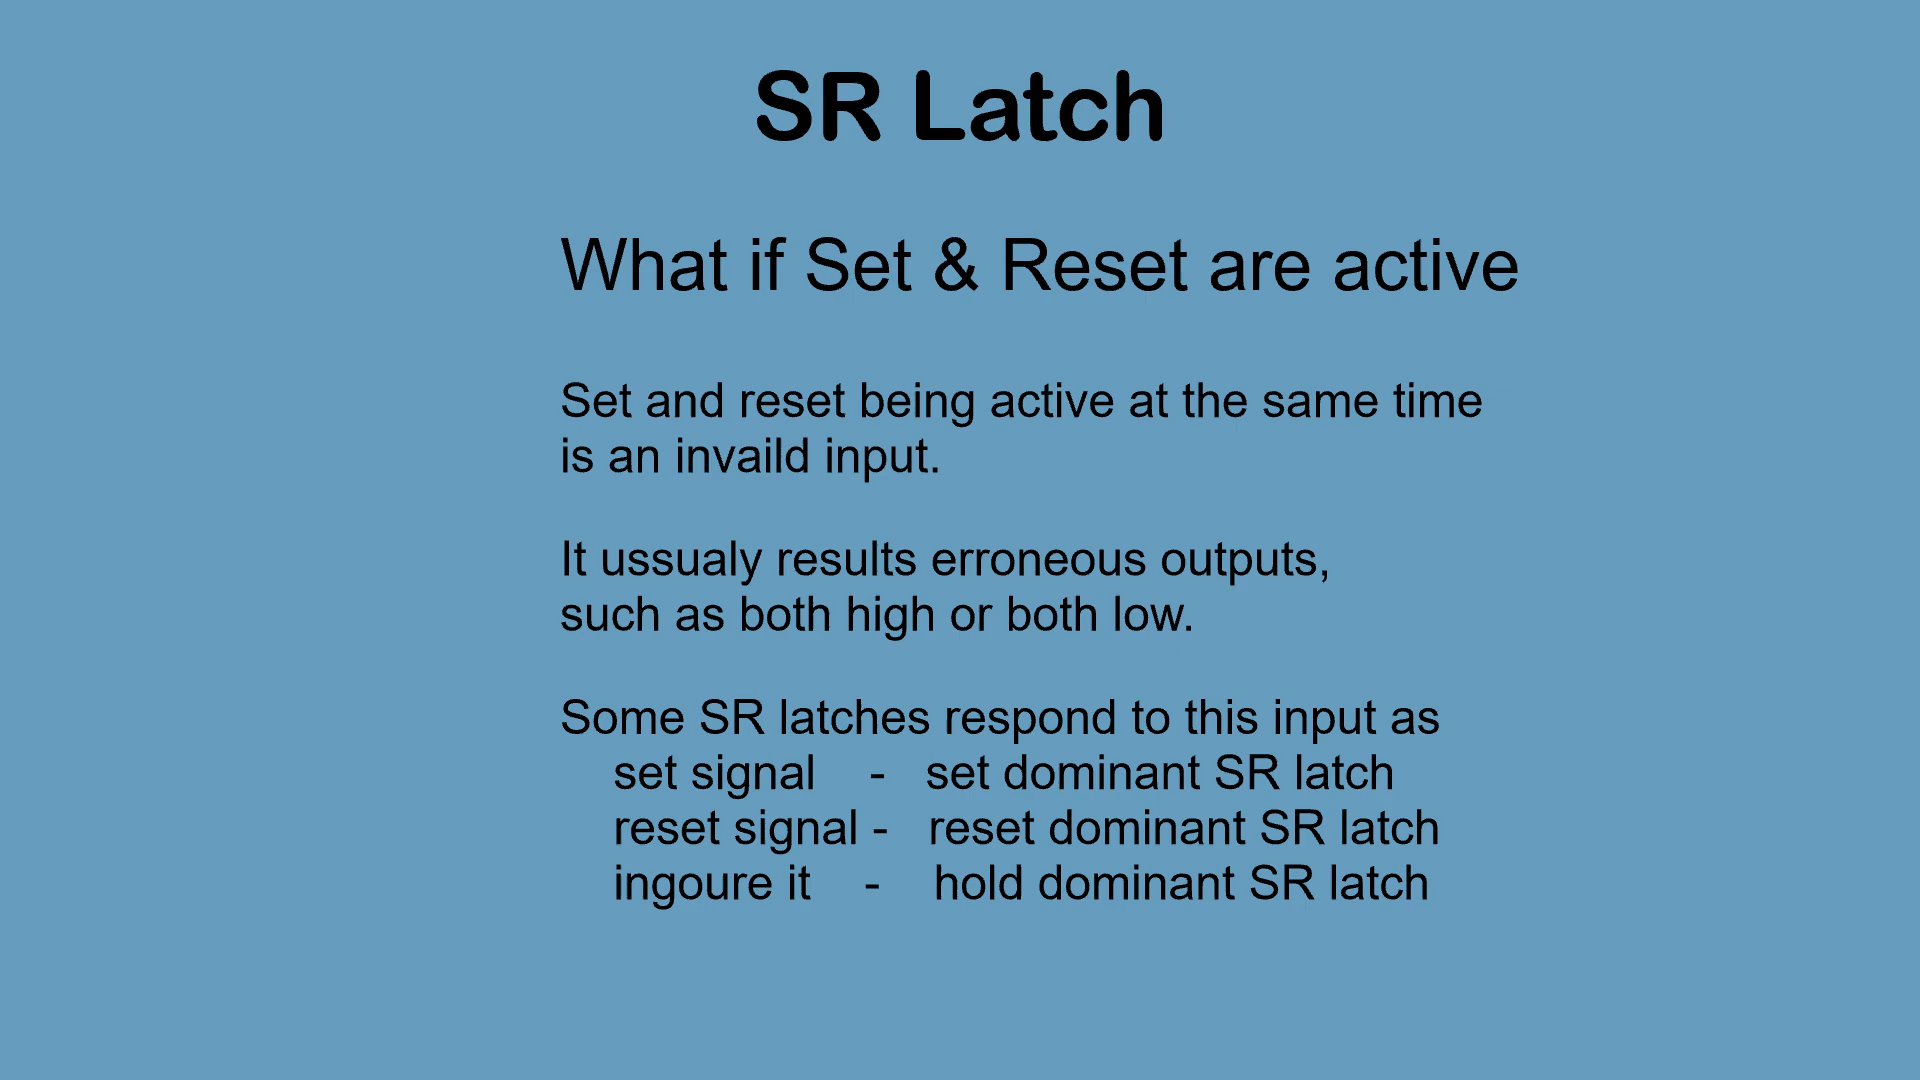 SR Latch
What if Set & Reset are active
Set and reset being active at the same time
is an invaild input.
It ussualy results erroneous outputs,
such as both high or both low.
Some SR latches respond to this input as
set signal - set dominant SR latch
reset signal - reset dominant SR latch
ingoure it - hold dominant SR latch